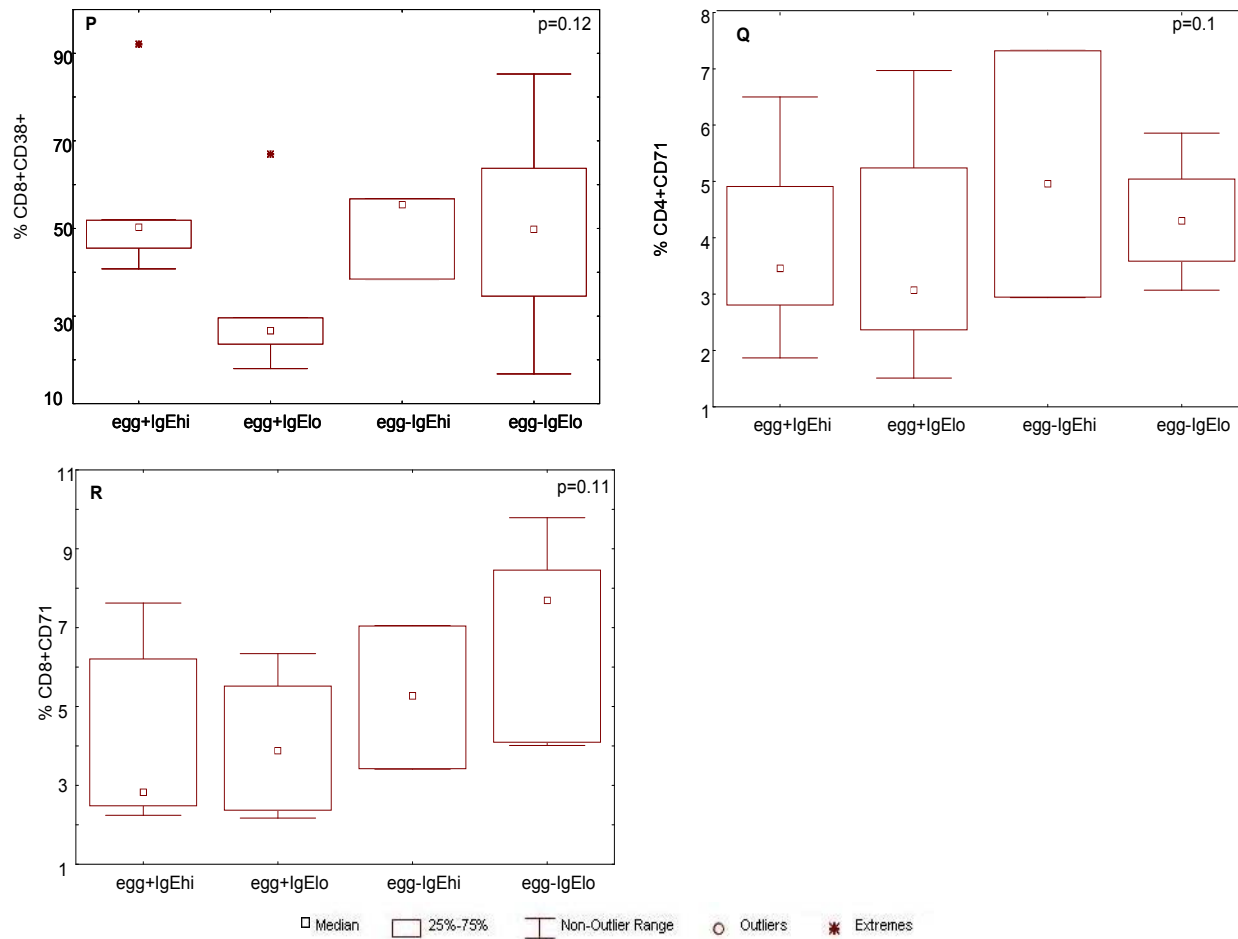 P
p=0.12
% CD8+CD38+
90
70
50
30
10
egg+IgEhi egg+IgElo egg-IgEhi egg-IgElo
Q
p=0.1
% CD4+CD71
8
7
6
5
4
3
2
1
egg+IgEhi egg+IgElo egg-IgEhi egg-IgElo
R
p=0.11
% CD8+CD71
11
9
7
5
3
1
egg+IgEhi egg+IgElo egg-IgEhi egg-IgElo
Median 25%-75% Non-Outlier Range Outliers Extremes